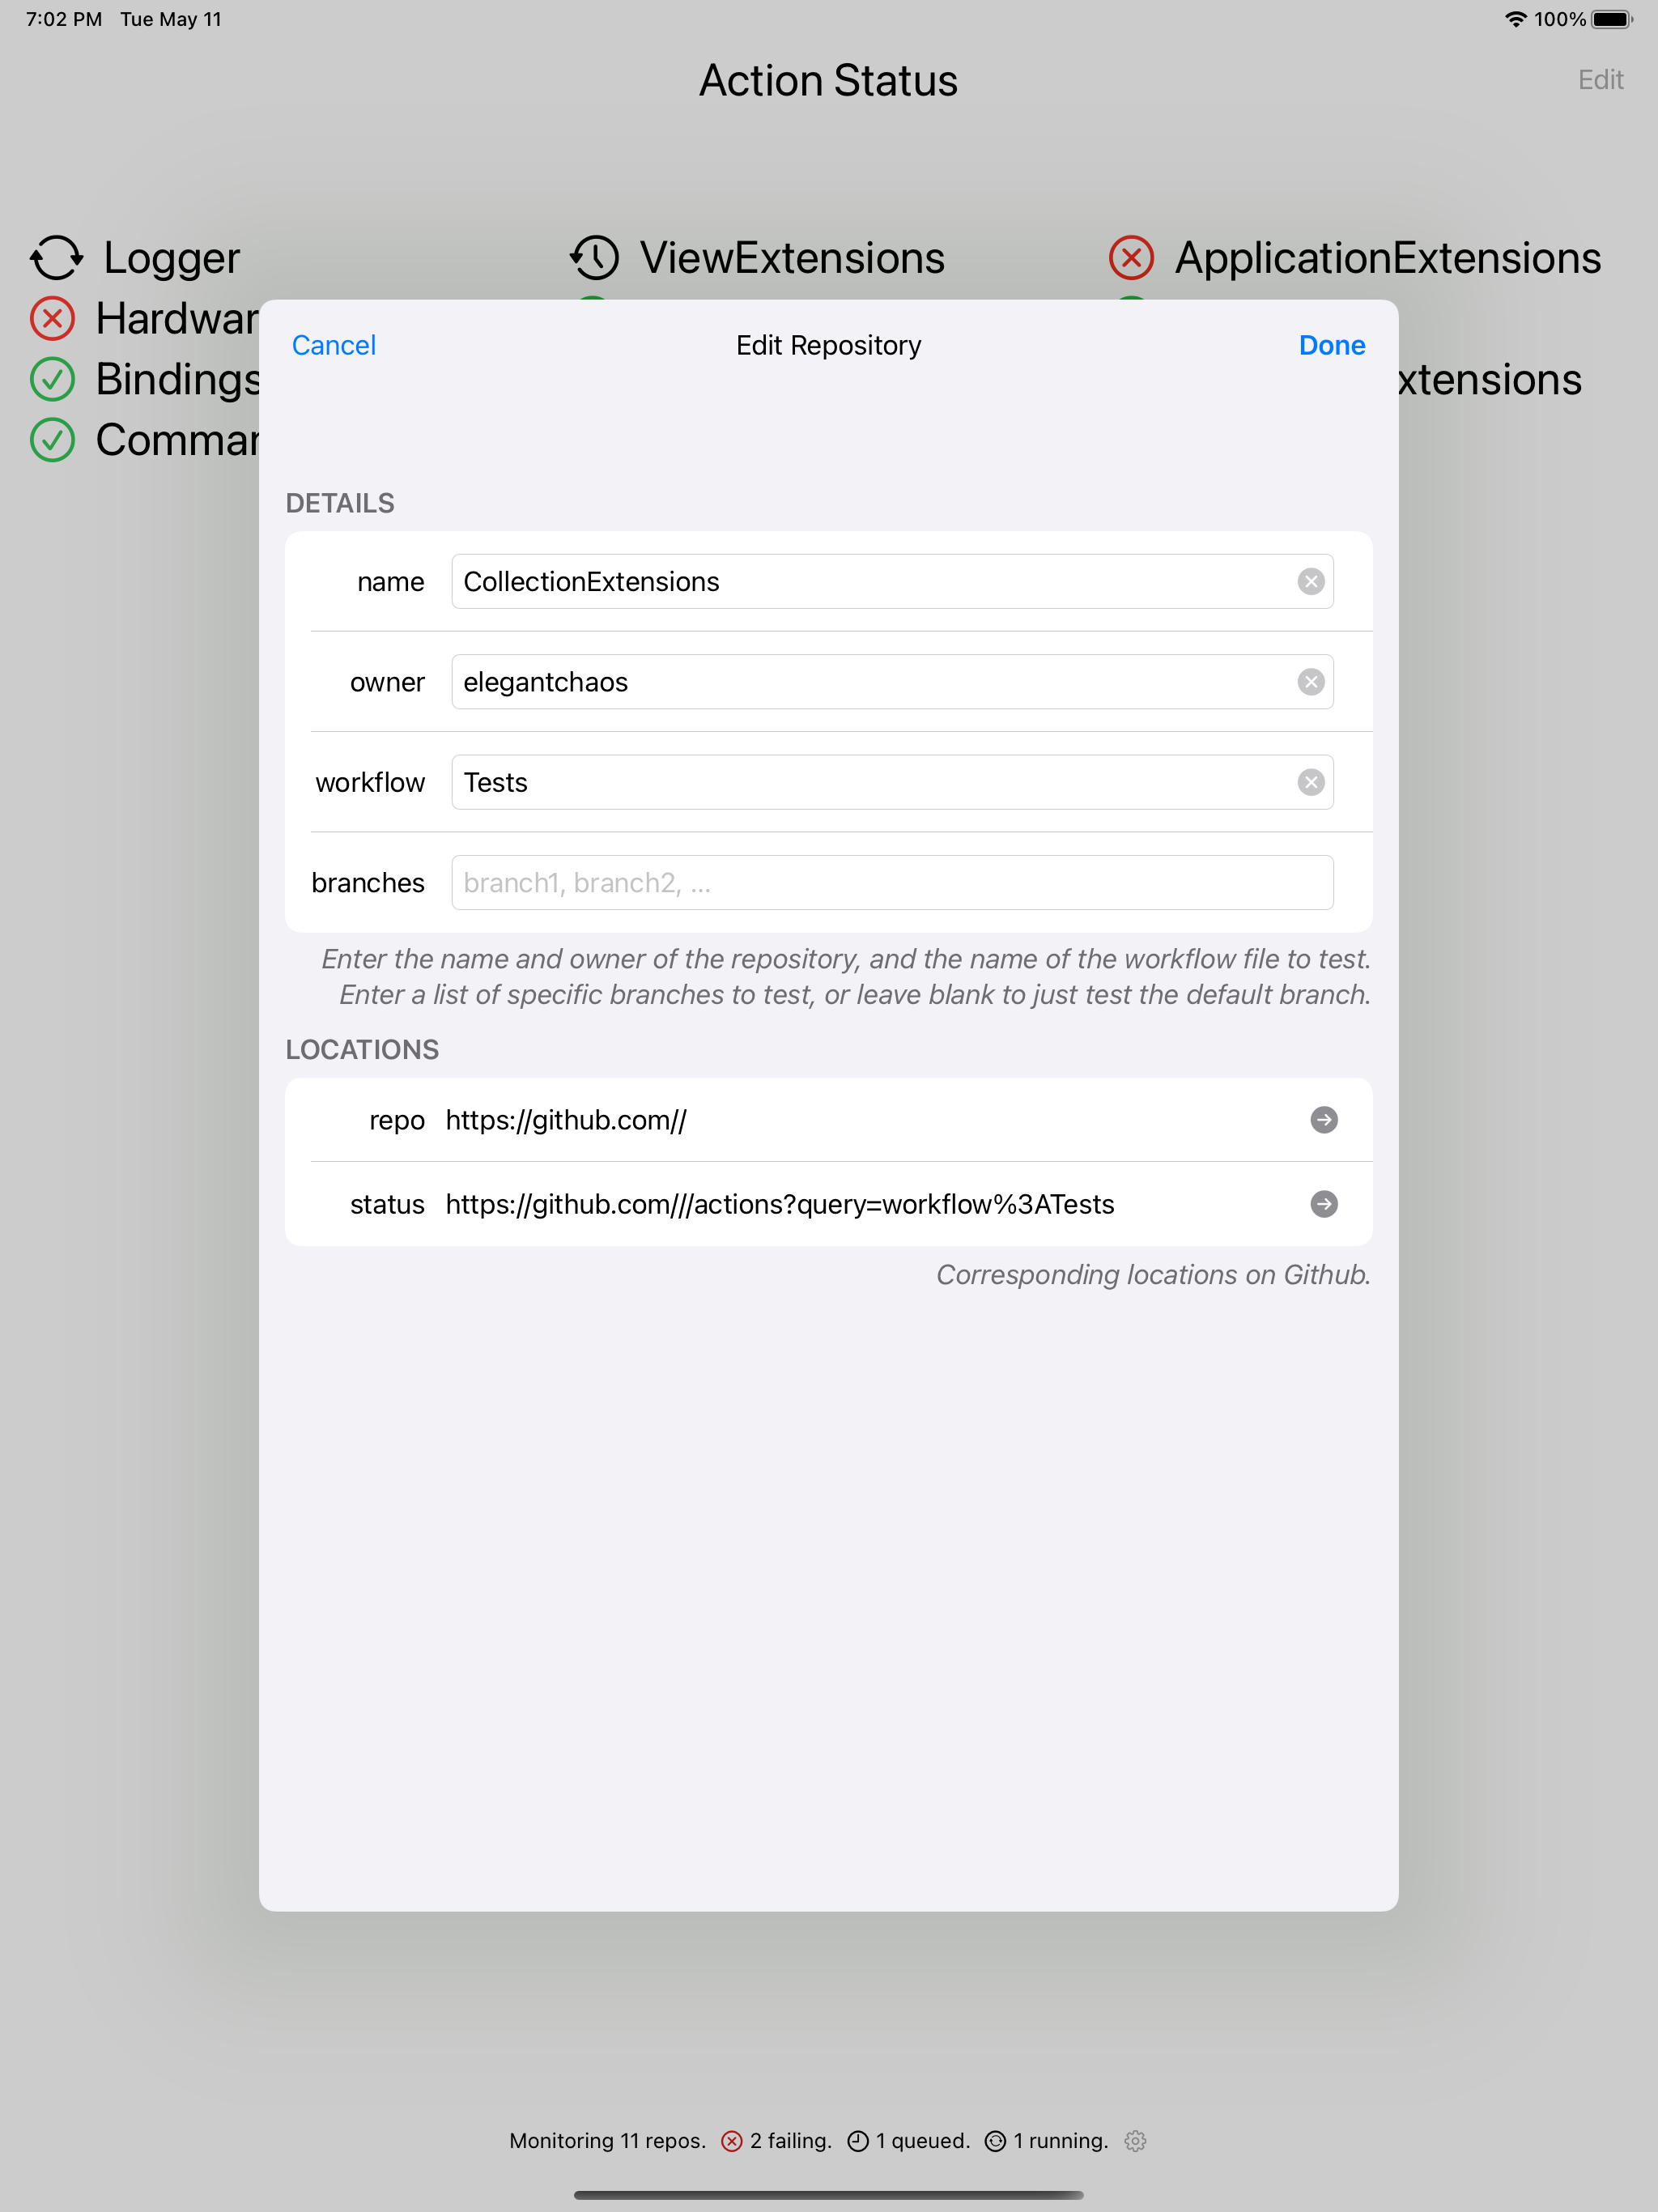 7:02 PM Tue May 11 100%
Action Status Edit
Logger ViewExtensions ApplicationExtensions
Hardwar
Bindings xtensions
Commar
Cancel Edit Repository Done
DETAILS
name CollectionExtensions
owner elegantchaos
workflow Tests
branches branch1, branch2, ...
Enter the name and owner of the repository, and the name of the workflow file to test.
Enter a list of specific branches to test, or leave blank to just test the default branch.
LOCATIONS
repo https://github.com//
status https://github.com///actions?query=workflow%3ATests
Corresponding locations on Github.
Monitoring 11 repos. 2 failing. 1 queued. 1 running.